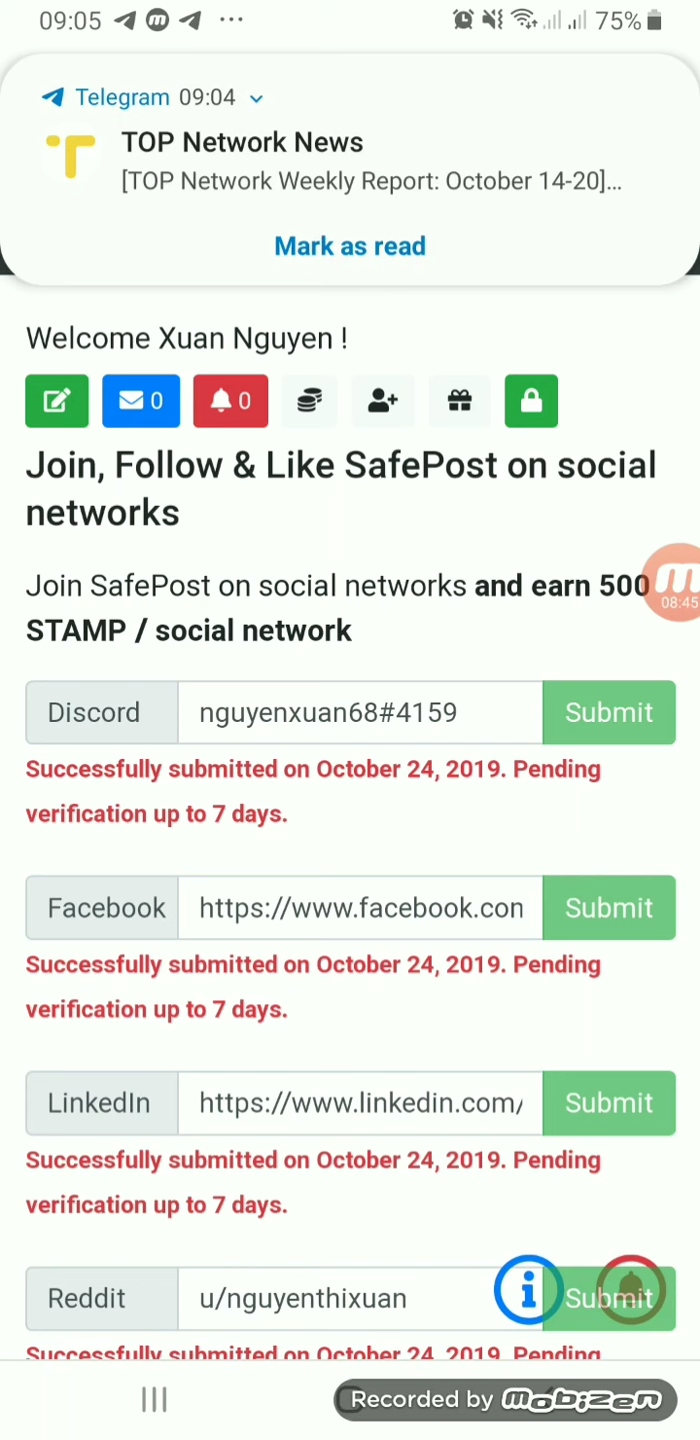 09:05 ... 75%
Telegram 09:04
TOP Network News
[TOP Network Weekly Report: October 14-20]...
Mark as read
Welcome Xuan Nguyen !
0 0
Join, Follow & Like SafePost on social
networks
Join SafePost on social networks and earn 500
STAMP / social network
08:45
Discord nguyenxuan68#4159 Submit
Successfully submitted on October 24, 2019. Pending
verification up to 7 days.
Facebook https://www.facebook.con Submit
Successfully submitted on October 24, 2019. Pending
verification up to 7 days.
LinkedIn https://www.linkedin.com/ Submit
Successfully submitted on October 24, 2019. Pending
verification up to 7 days.
Reddit u/nguyenthixuan Submit
Successfully submitted on October 24, 2019. Pending
Recorded by mobizen